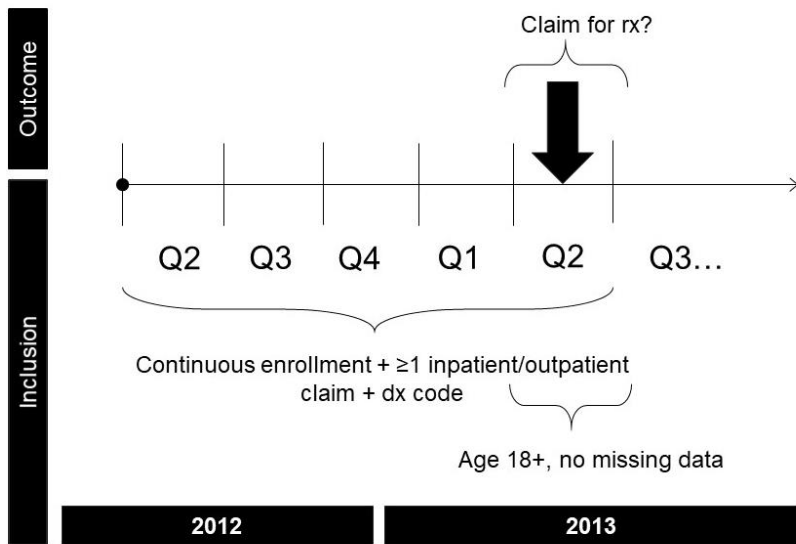 Outcome
Claim for rx?
Inclusion
Q2 Q3 Q4 Q1 Q2 Q3...
Continuous enrollment + ≥1 inpatient/outpatient
claim + dx code
Age 18+, no missing data
2012 2013